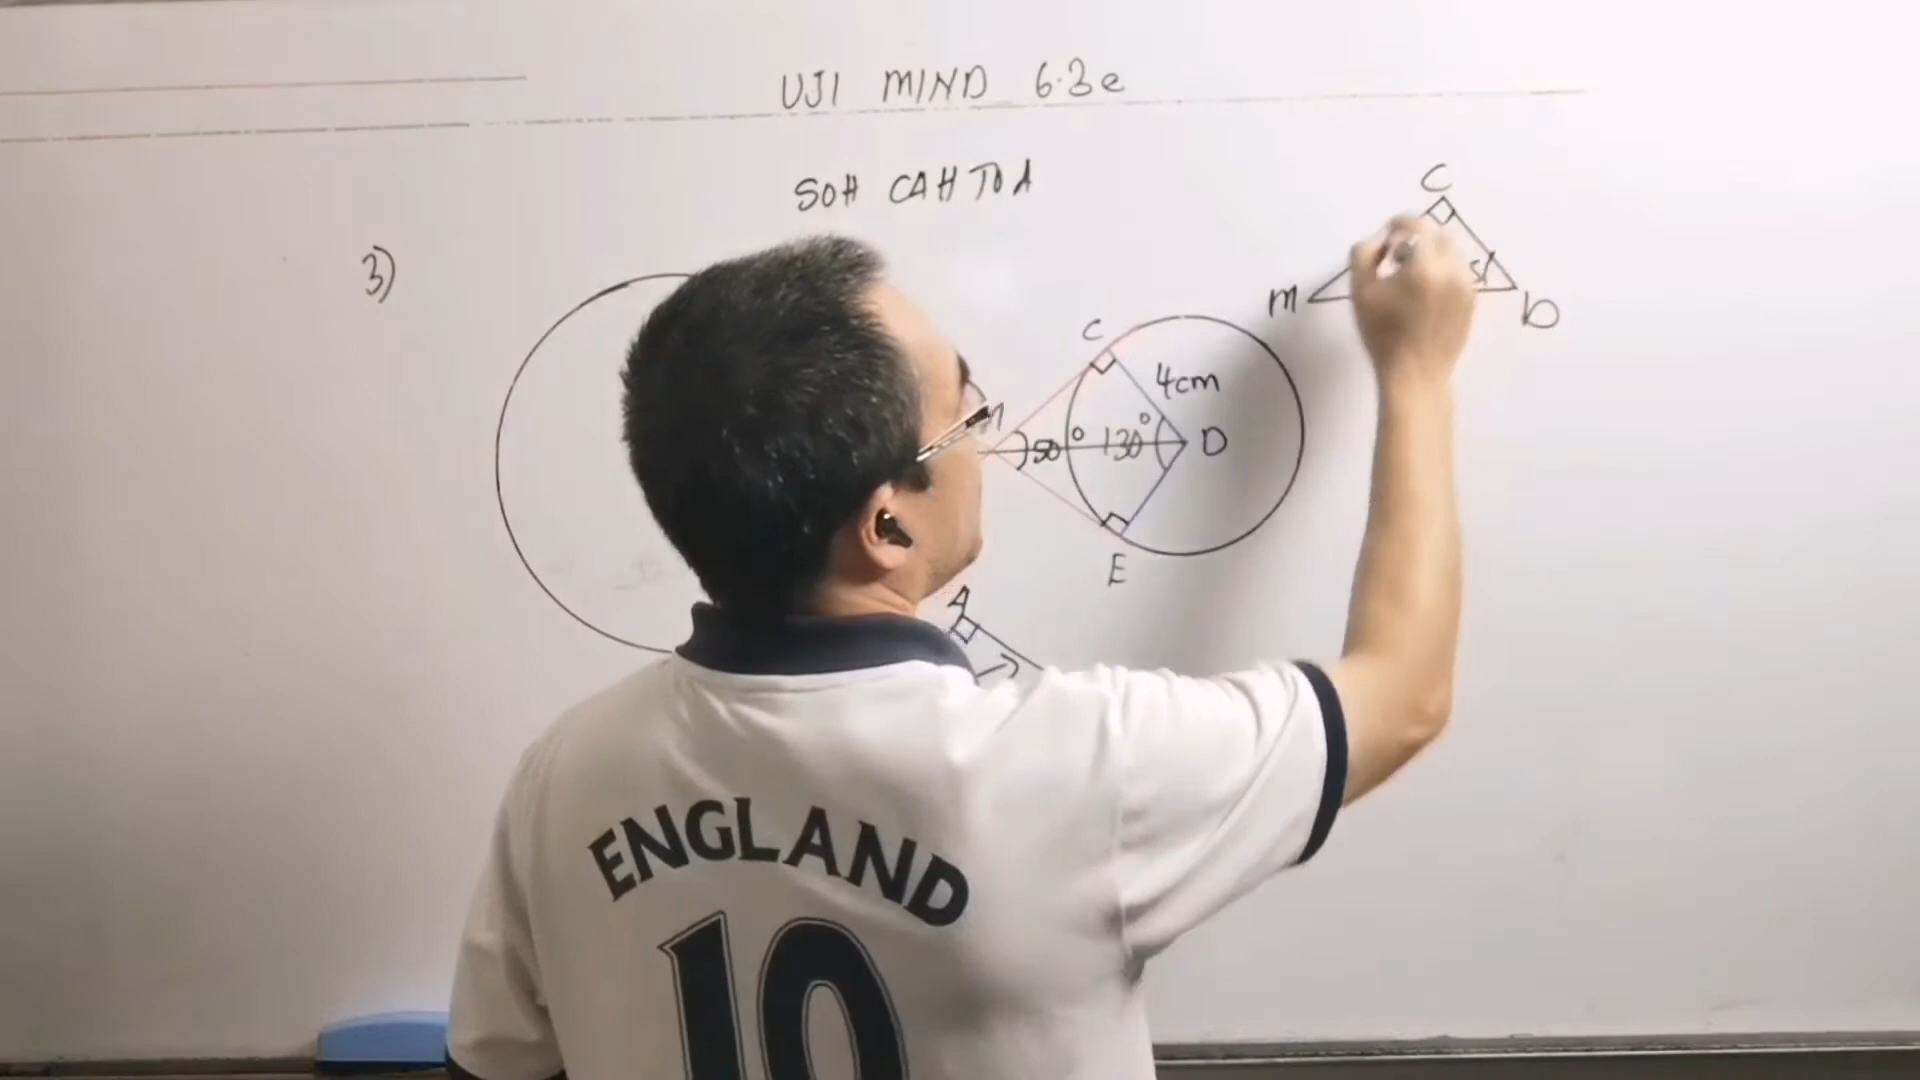 UJI MIND 6.3e
SOH CAH TOA
3)
C
M
D
C
4cm
50° 130° D
E
A
ENGLAND
10